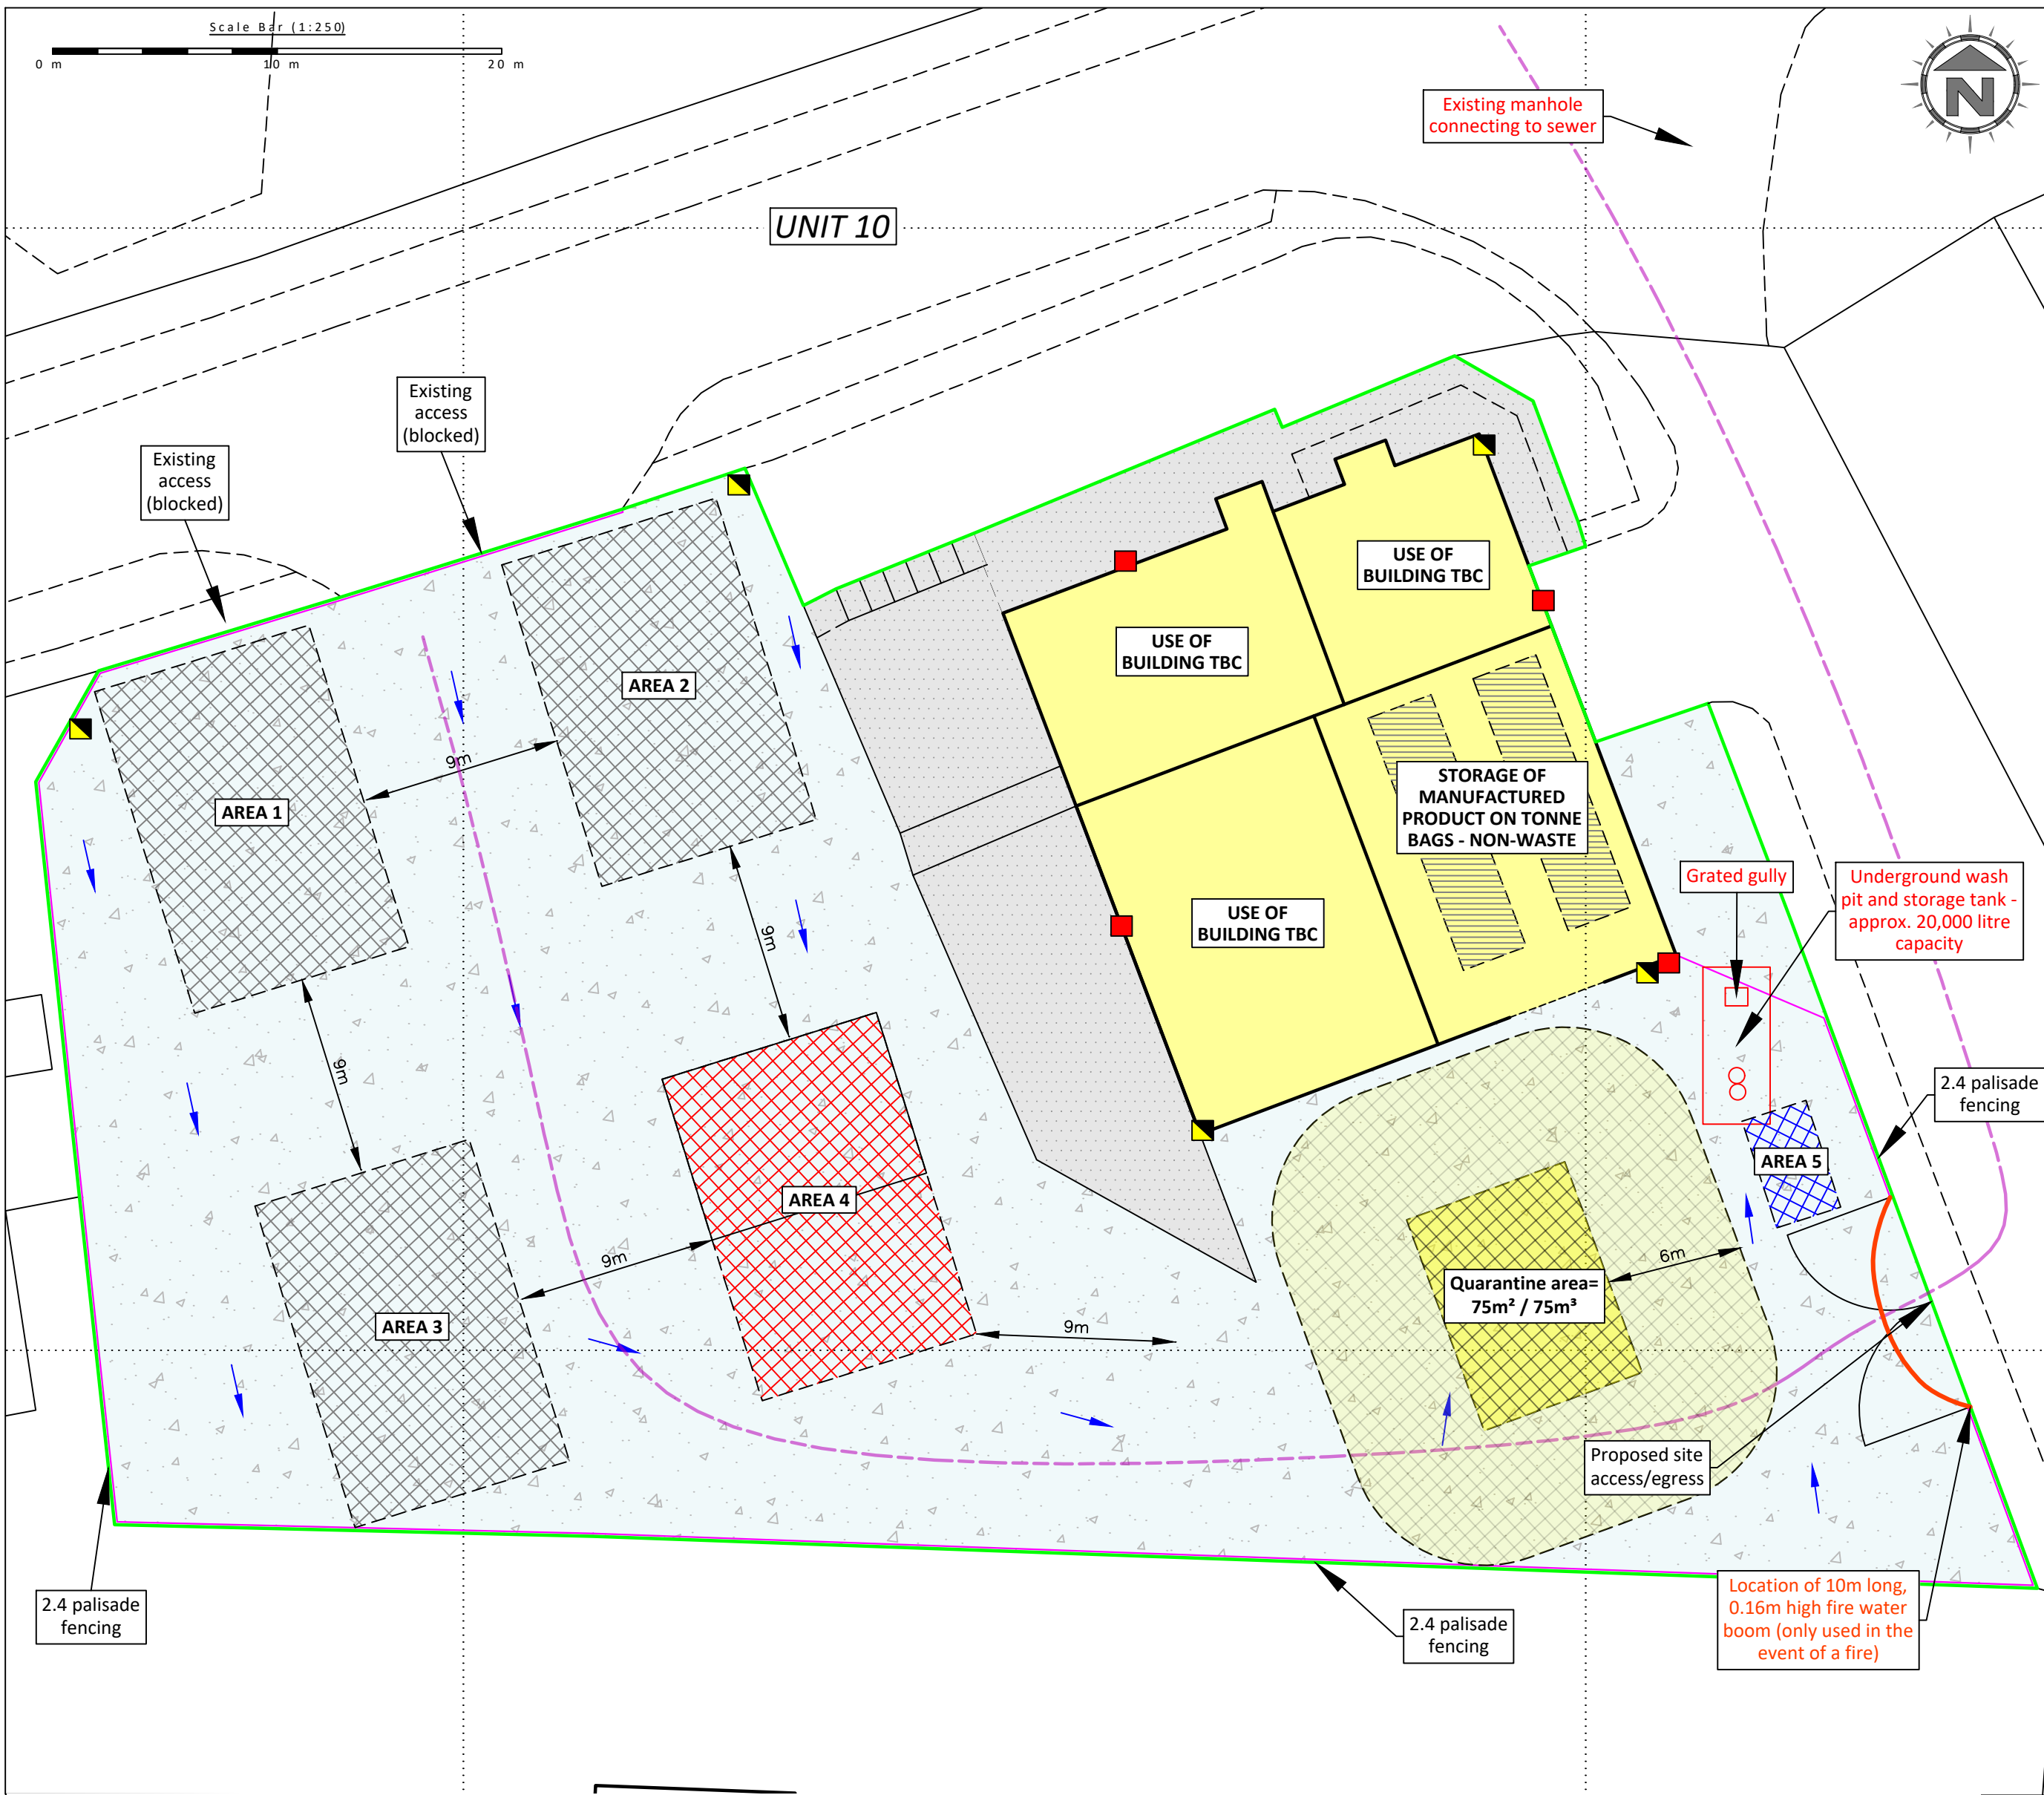 Scale Bar (1:250)
0 m
10 m
20 m
N
Existing manhole
connecting to sewer
UNIT 10
Existing
access
(blocked)
Existing
access
(blocked)
USE OF
BUILDING TBC
USE OF
BUILDING TBC
AREA 2
AREA 1
9m
STORAGE OF
MANUFACTURED
PRODUCT ON TONNE
BAGS - NON-WASTE
Grated gully
Underground wash
pit and storage tank -
approx. 20,000 litre
capacity
USE OF
BUILDING TBC
9m
9m
2.4 palisade
fencing
AREA 5
AREA 4
9m
6m
Quarantine area=
75m² / 75m³
AREA 3
9m
Proposed site
access/egress
2.4 palisade
fencing
2.4 palisade
fencing
Location of 10m long,
0.16m high fire water
boom (only used in the
event of a fire)